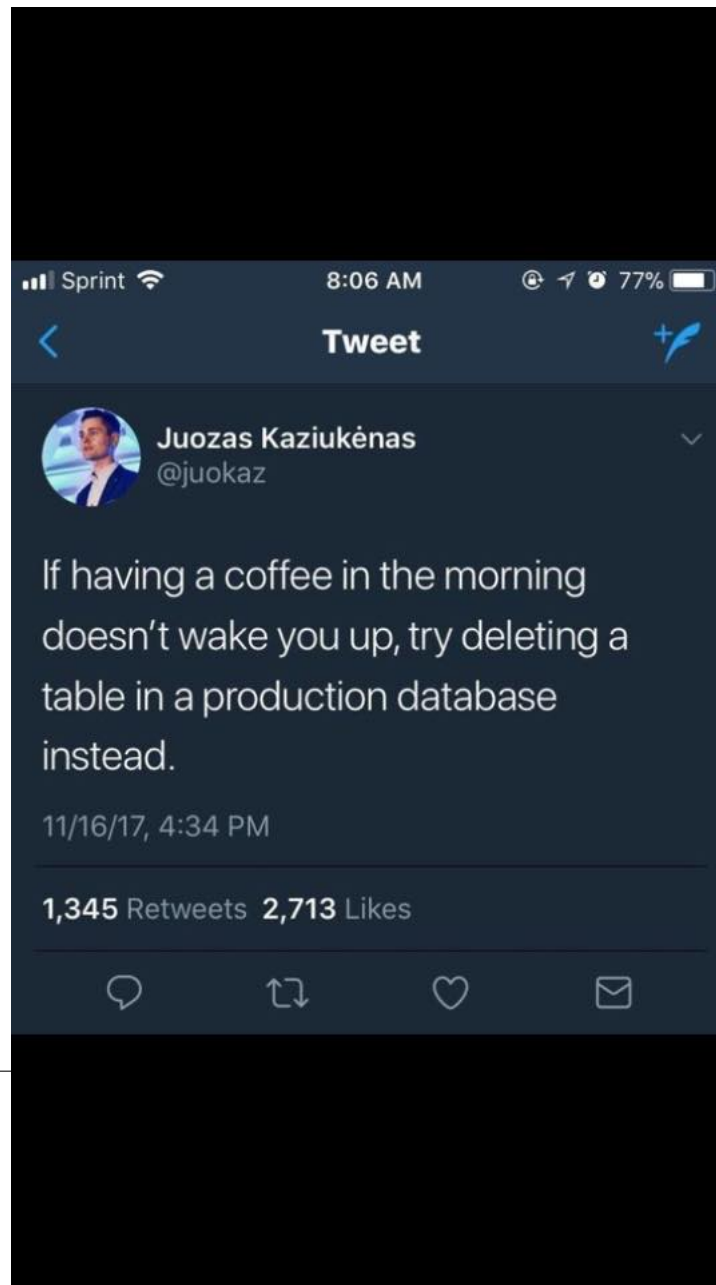 Sprint 8:06 AM 77%
Tweet
Juozas Kaziukėnas
@juokaz
If having a coffee in the morning
doesn't wake you up, try deleting a
table in a production database
instead.
11/16/17, 4:34 PM
1,345 Retweets 2,713 Likes